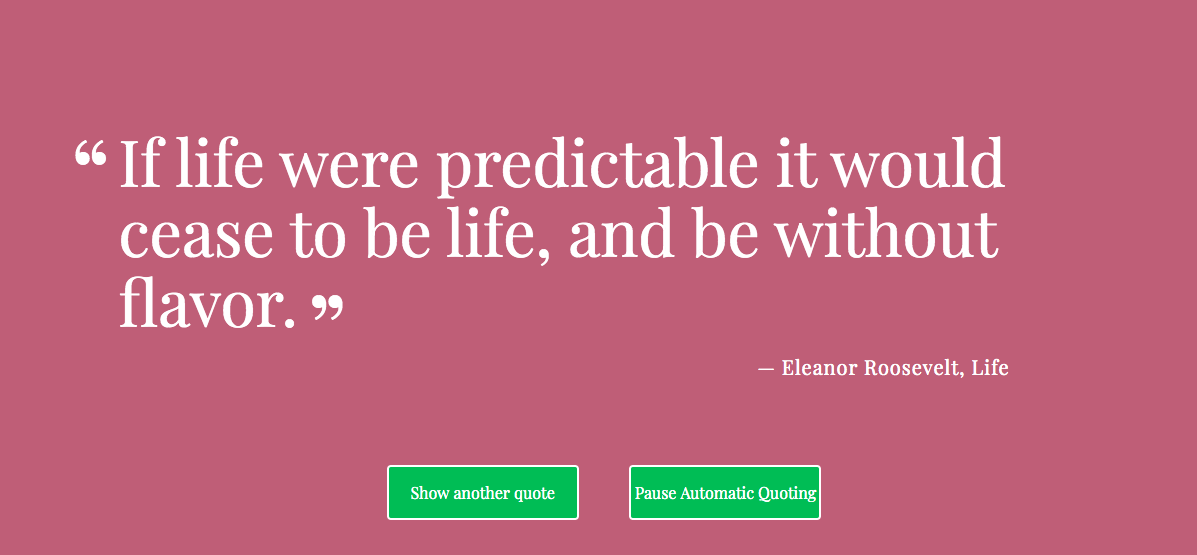 “ If life were predictable it would
cease to be life, and be without
flavor. ”
— Eleanor Roosevelt, Life
Show another quote
Pause Automatic Quoting